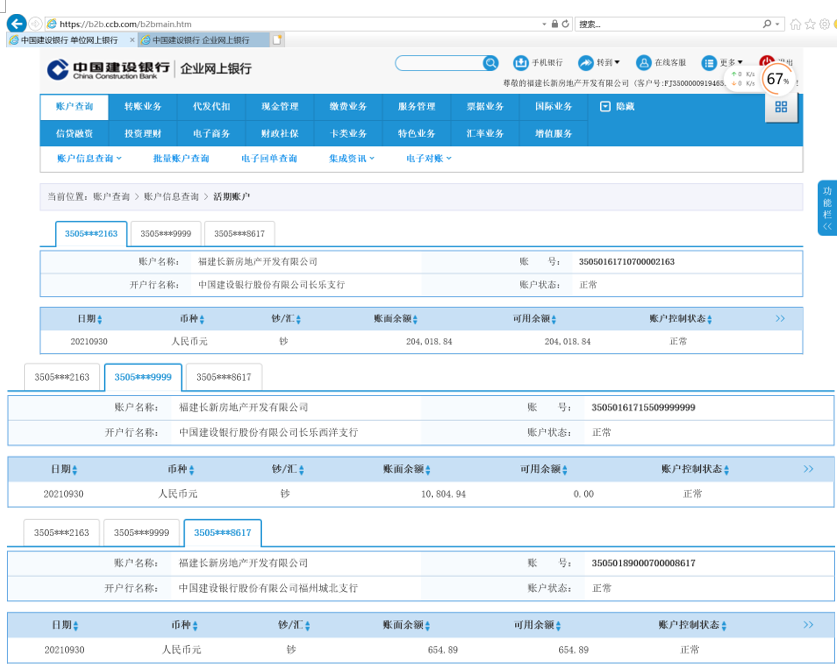 https://b2b.ccb.com/b2bmain.htm 搜索...
中国建设银行 单位网上银行 × 中国建设银行 企业网上银行
中国建设银行 China Construction Bank 企业网上银行 手机银行 转到 在线客服 更多
尊敬的福建长新房地产开发有限公司 (客户号:
67%
0 K/s
0 K/s
账户查询 转账业务 代发代扣 现金管理 缴费业务 服务管理 票据业务 国际业务 隐藏
信贷融资 投资理财 电子商务 财政社保 卡类业务 特色业务 汇率业务 增值服务
账户信息查询 批量账户查询 电子回单查询 集成资讯 电子对账
功能栏 <<
当前位置: 账户查询 > 账户信息查询 > 活期账户
3505***2163 3505***9999 3505***8617
账户名称: 福建长新房地产开发有限公司 账 号: 35050161710700002163
开户行名称: 中国建设银行股份有限公司长乐支行 账户状态: 正常
日期 币种 钞/汇 账面余额 可用余额 账户控制状态 >>
20210930 人民币元 钞 204,018.84 204,018.84 正常
3505***2163 3505***9999 3505***8617
账户名称: 福建长新房地产开发有限公司 账 号: 35050161715509999999
开户行名称: 中国建设银行股份有限公司长乐西洋支行 账户状态: 正常
日期 币种 钞/汇 账面余额 可用余额 账户控制状态 >>
20210930 人民币元 钞 10,804.94 0.00 正常
3505***2163 3505***9999 3505***8617
账户名称: 福建长新房地产开发有限公司 账 号: 35050189000700008617
开户行名称: 中国建设银行股份有限公司福州城北支行 账户状态: 正常
日期 币种 钞/汇 账面余额 可用余额 账户控制状态 >>
20210930 人民币元 钞 654.89 654.89 正常